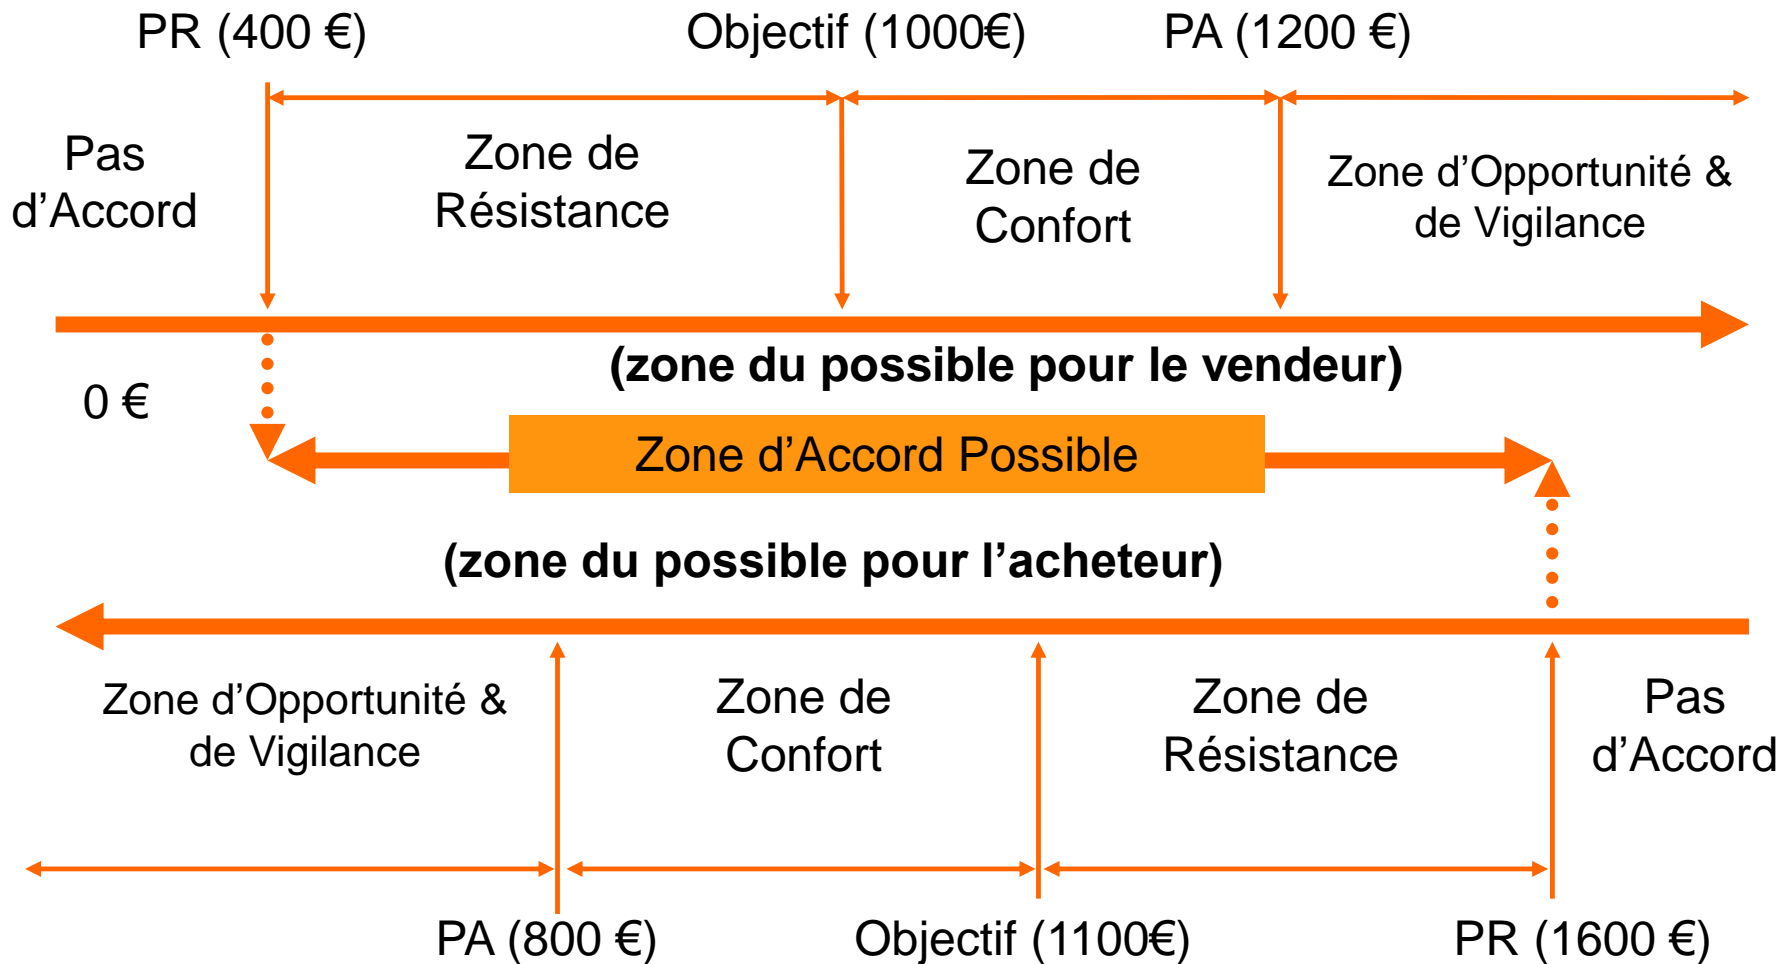 PR (400 €)
Objectif (1000€)
PA (1200 €)
Pas
d’Accord
Zone de
Résistance
Zone de
Confort
Zone d’Opportunité &
de Vigilance
(zone du possible pour le vendeur)
0 €
Zone d’Accord Possible
(zone du possible pour l’acheteur)
Zone d’Opportunité &
de Vigilance
Zone de
Confort
Zone de
Résistance
Pas
d’Accord
PA (800 €)
Objectif (1100€)
PR (1600 €)